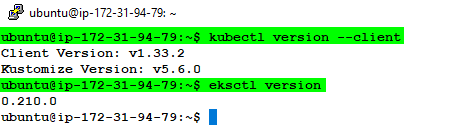 ubuntu@ip-172-31-94-79: ~
ubuntu@ip-172-31-94-79:~$ kubectl version --client
Client Version: v1.33.2
Kustomize Version: v5.6.0
ubuntu@ip-172-31-94-79:~$ eksctl version
0.210.0
ubuntu@ip-172-31-94-79:~$